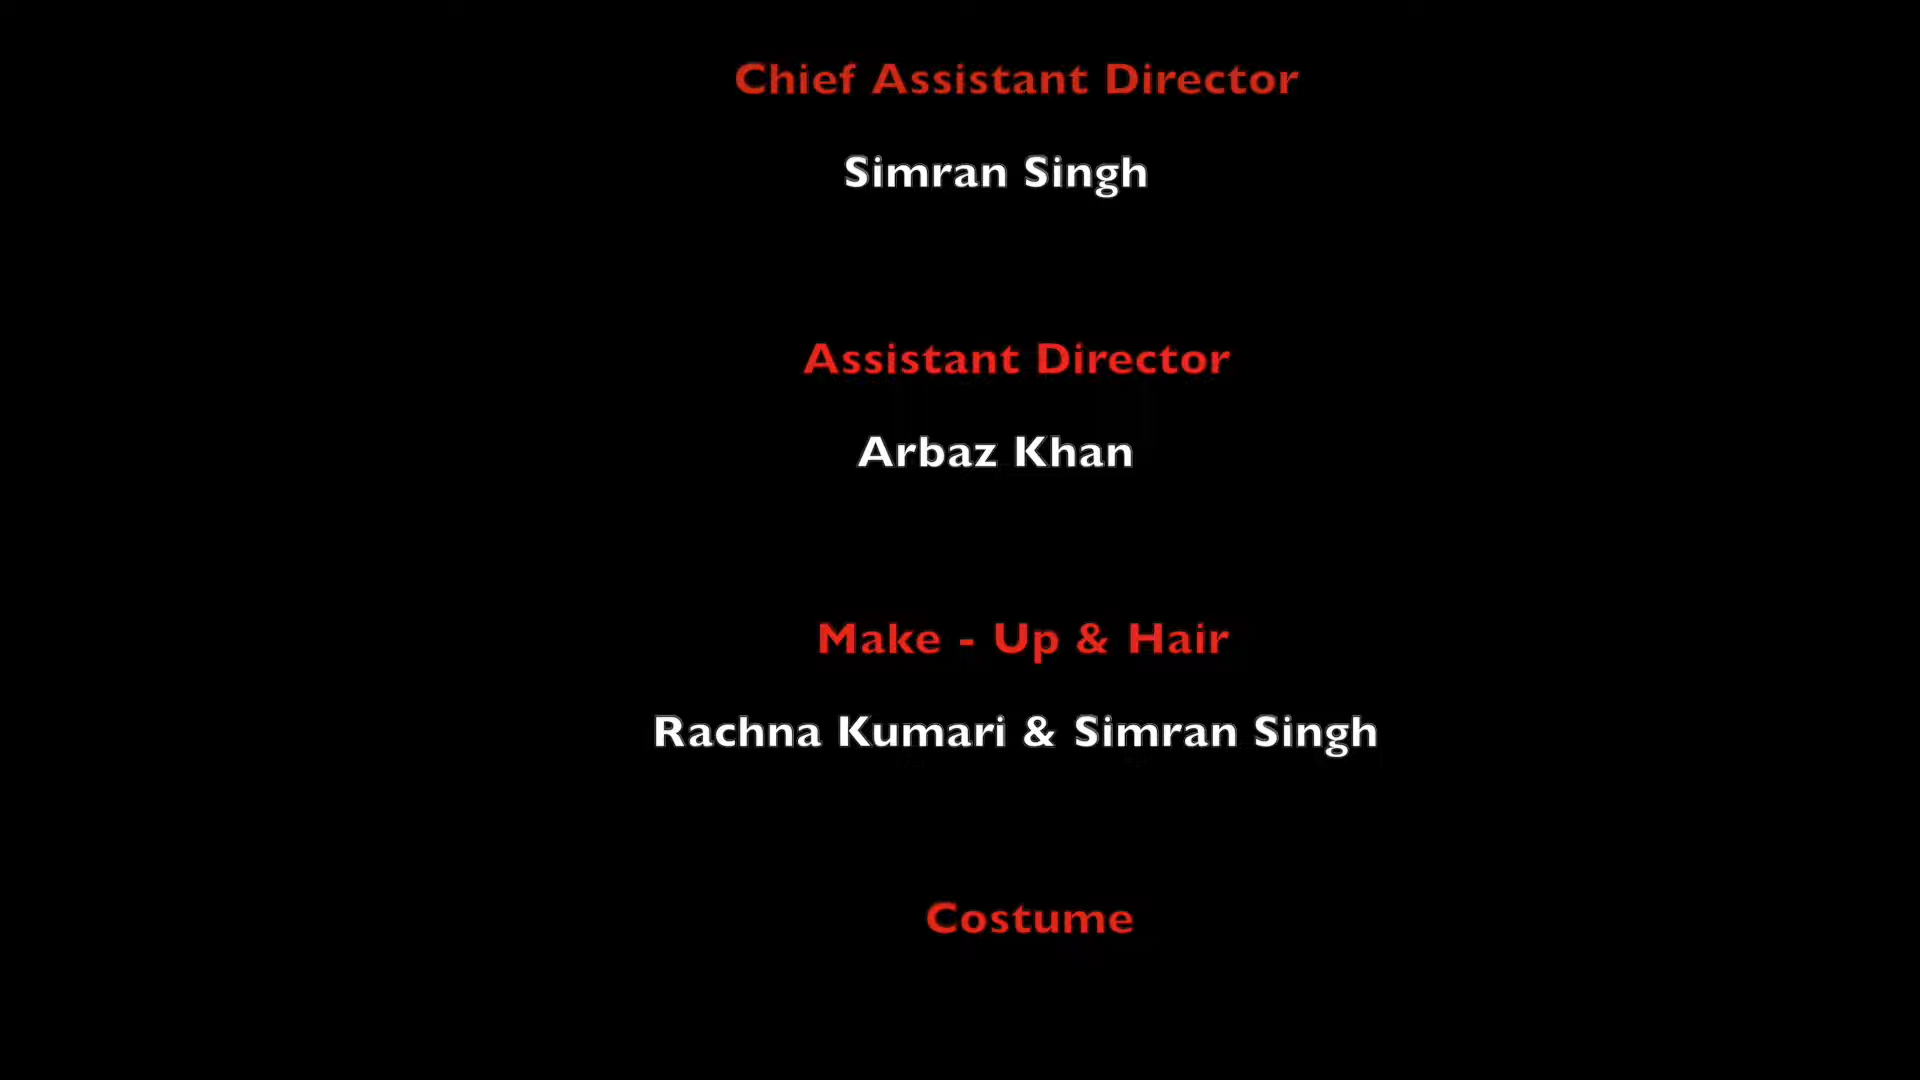 Chief Assistant Director
Simran Singh
Assistant Director
Arbaz Khan
Make - Up & Hair
Rachna Kumari & Simran Singh
Costume